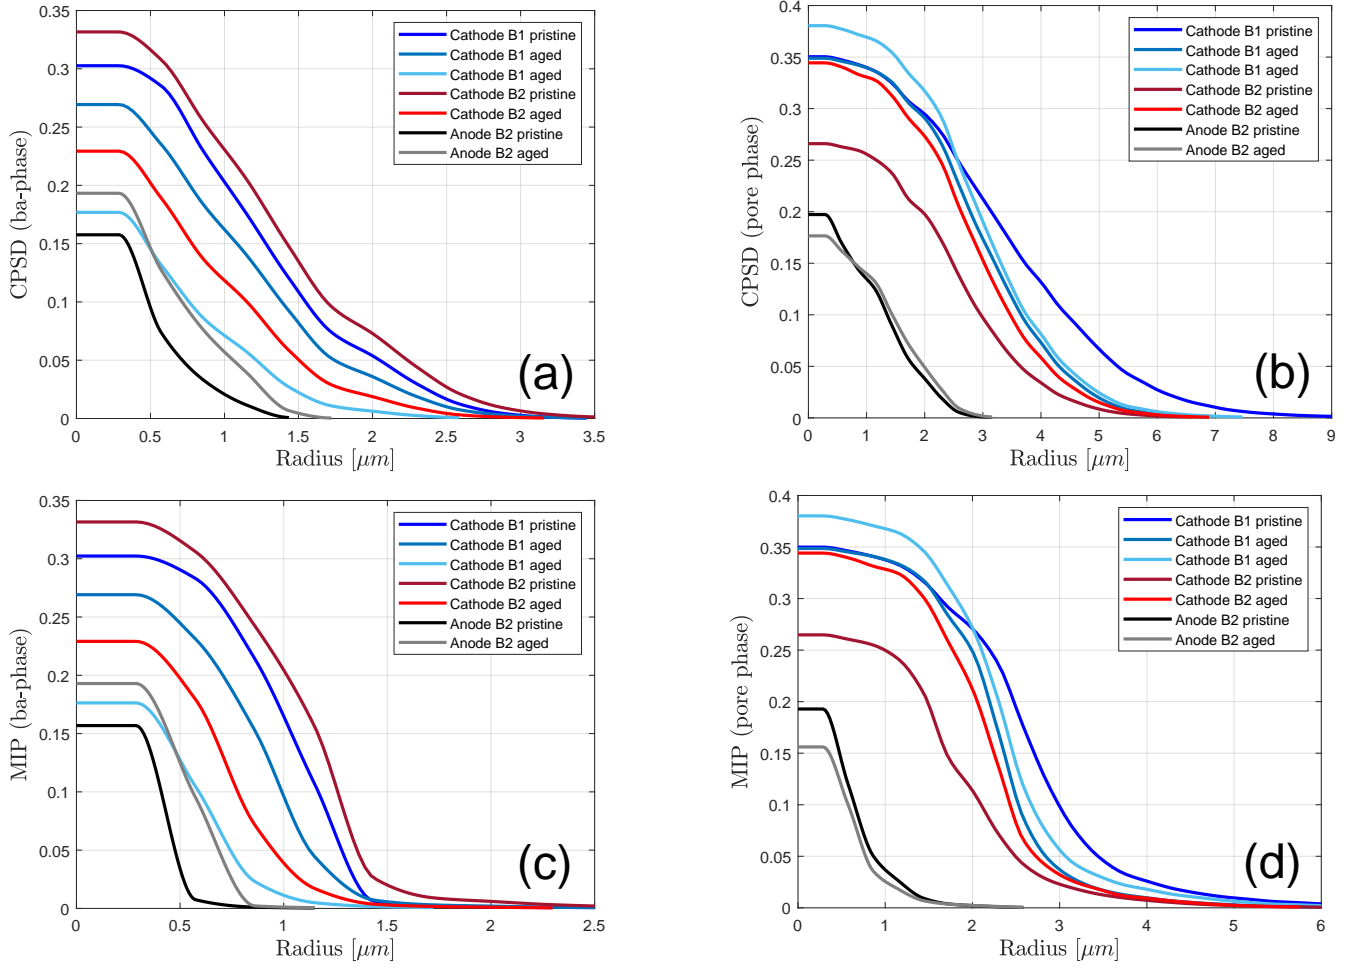 CPSD (ba-phase)
0.35
0.3
0.25
0.2
0.15
0.1
0.05
0
Cathode B1 pristine
Cathode B1 aged
Cathode B1 aged
Cathode B2 pristine
Cathode B2 aged
Anode B2 pristine
Anode B2 aged
(a)
0 0.5 1 1.5 2 2.5 3 3.5
Radius [μm]
CPSD (pore phase)
0.4
0.35
0.3
0.25
0.2
0.15
0.1
0.05
0
Cathode B1 pristine
Cathode B1 aged
Cathode B1 aged
Cathode B2 pristine
Cathode B2 aged
Anode B2 pristine
Anode B2 aged
(b)
0 1 2 3 4 5 6 7 8 9
Radius [μm]
MIP (ba-phase)
0.35
0.3
0.25
0.2
0.15
0.1
0.05
0
Cathode B1 pristine
Cathode B1 aged
Cathode B1 aged
Cathode B2 pristine
Cathode B2 aged
Anode B2 pristine
Anode B2 aged
(c)
0 0.5 1 1.5 2 2.5
Radius [μm]
MIP (pore phase)
0.4
0.35
0.3
0.25
0.2
0.15
0.1
0.05
0
Cathode B1 pristine
Cathode B1 aged
Cathode B1 aged
Cathode B2 pristine
Cathode B2 aged
Anode B2 pristine
Anode B2 aged
(d)
0 1 2 3 4 5 6
Radius [μm]